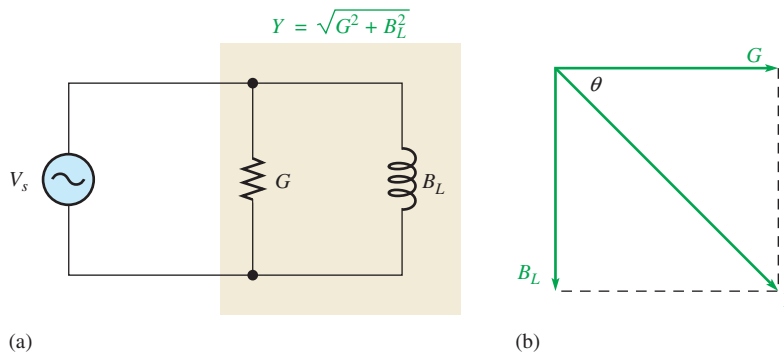 Y = √G² + B_L²
V_s
G
B_L
G
θ
B_L
(a)
(b)